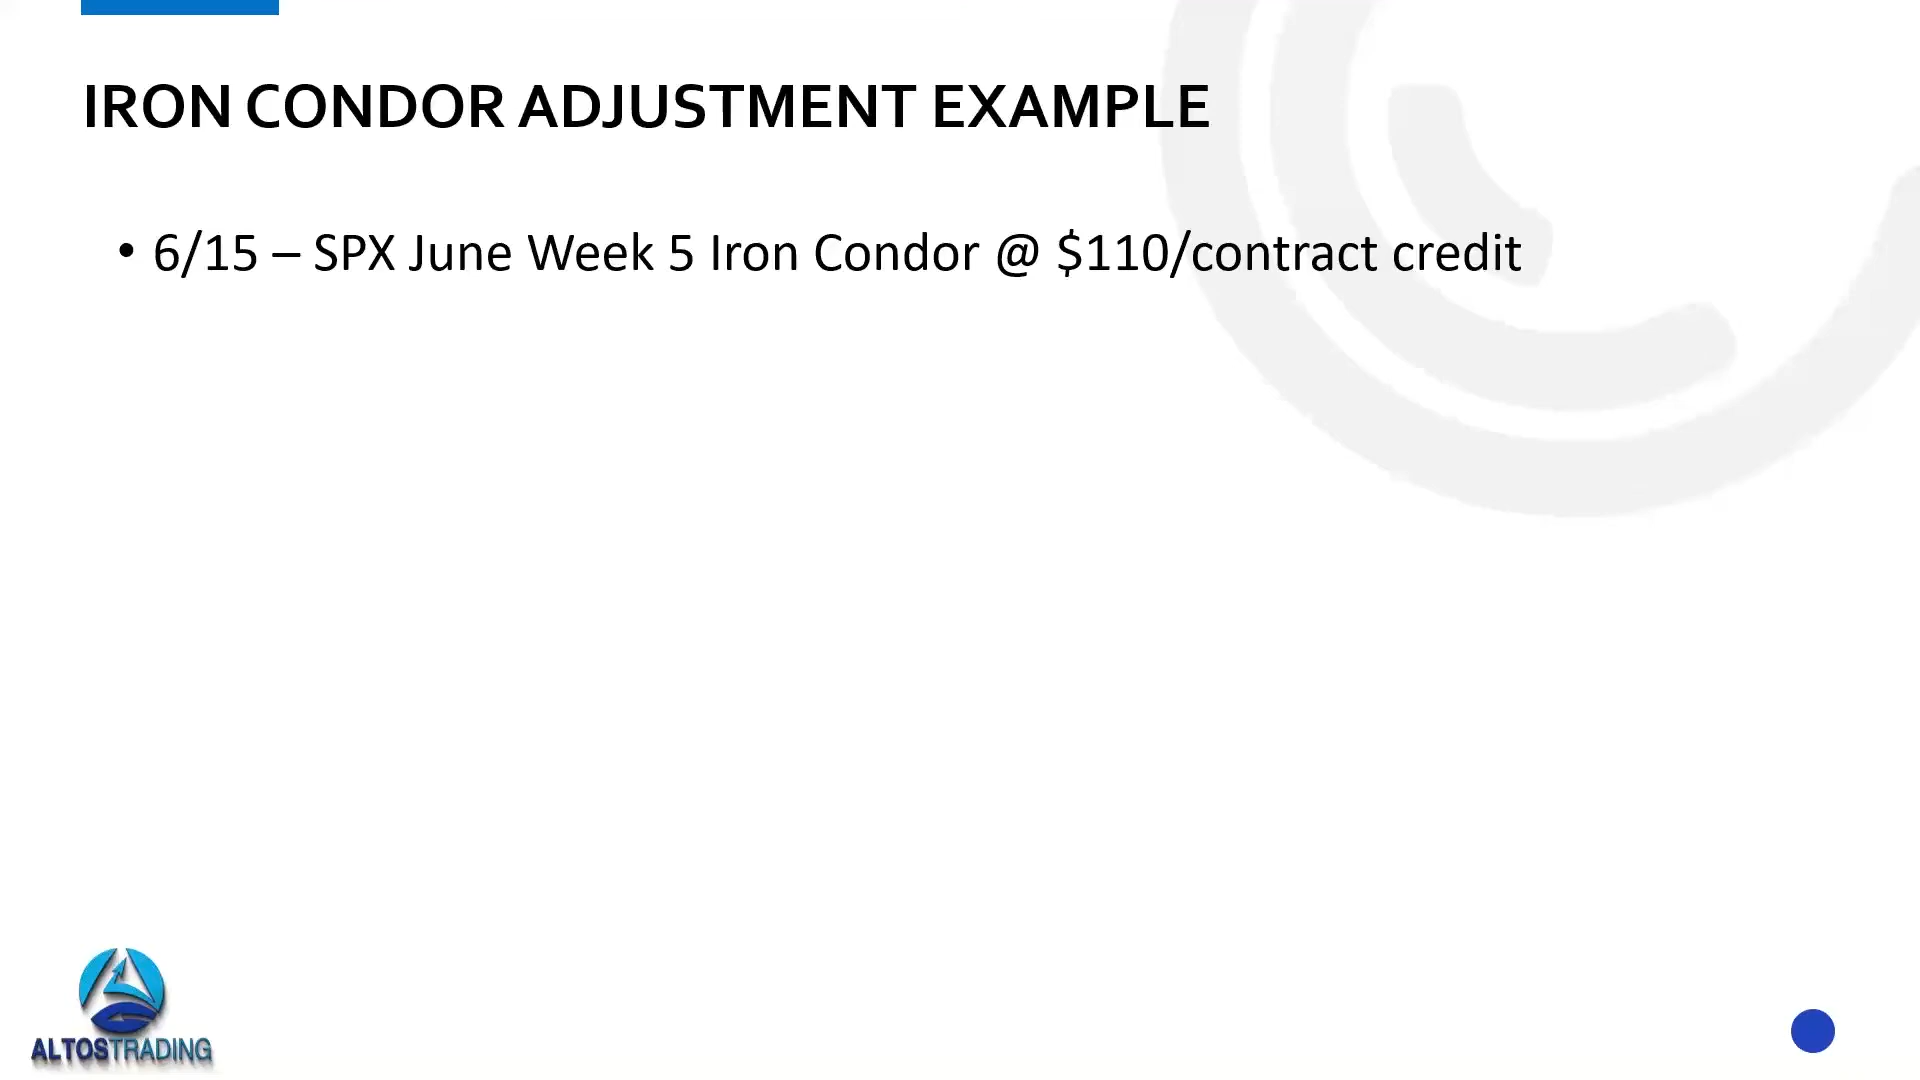 IRON CONDOR ADJUSTMENT EXAMPLE
• 6/15 – SPX June Week 5 Iron Condor @ $110/contract credit
ALTOSTRADING